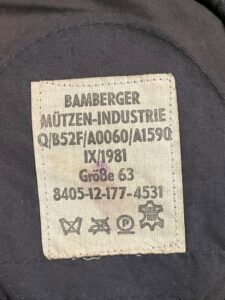 BAMBERGER
MÜTZEN-INDUSTRIE
Q/B52F/A0060/A1590
IX/1981
Größe 63
8405-12-177-4531
P